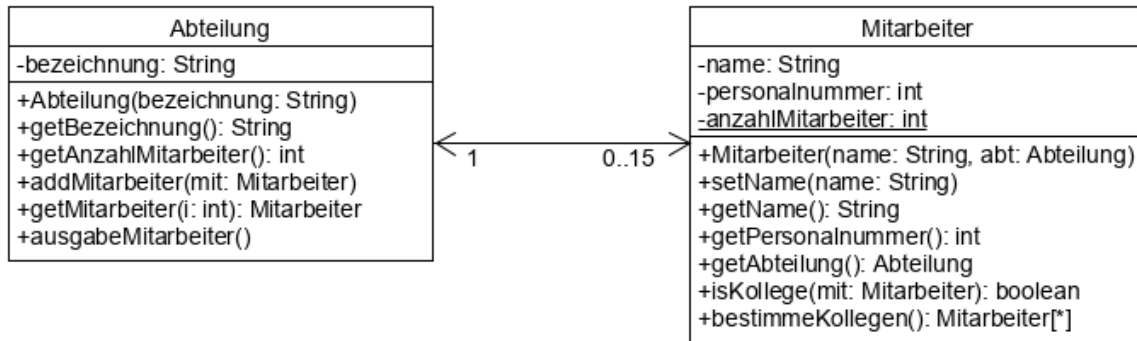 Abteilung
-bezeichnung: String
+Abteilung(bezeichnung: String)
+getBezeichnung(): String
+getAnzahlMitarbeiter(): int
+addMitarbeiter(mit: Mitarbeiter)
+getMitarbeiter(i: int): Mitarbeiter
+ausgabeMitarbeiter()
1
0..15
Mitarbeiter
-name: String
-personalnummer: int
-anzahlMitarbeiter: int
+Mitarbeiter(name: String, abt: Abteilung)
+setName(name: String)
+getName(): String
+getPersonalnummer(): int
+getAbteilung(): Abteilung
+isKollege(mit: Mitarbeiter): boolean
+bestimmeKollegen(): Mitarbeiter[*]